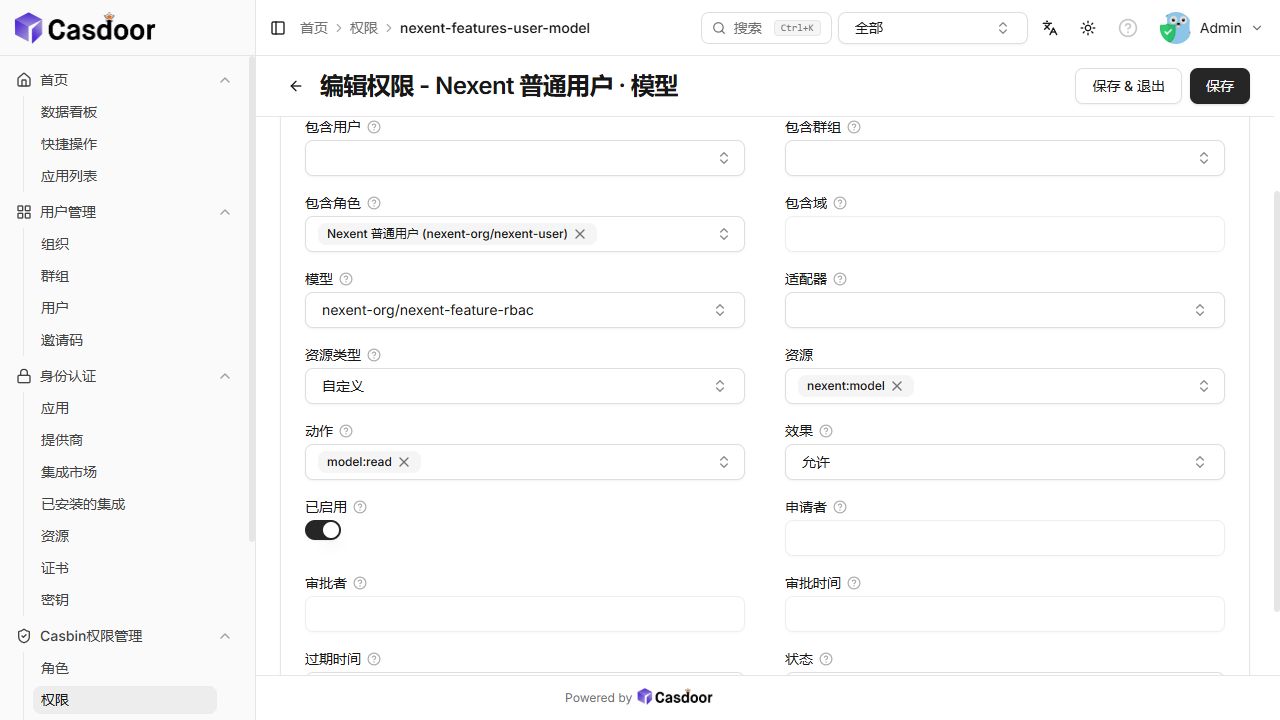 Casdoor
首页
权限
nexent-features-user-model
搜索
Ctrl+K
全部
Admin
首页
数据看板
快捷操作
应用列表
用户管理
组织
群组
用户
邀请码
身份认证
应用
提供商
集成市场
已安装的集成
资源
证书
密钥
Casbin权限管理
角色
权限
编辑权限 - Nexent 普通用户 · 模型
保存 & 退出
保存
包含用户
包含群组
包含角色
包含域
Nexent 普通用户 (nexent-org/nexent-user)
模型
适配器
nexent-org/nexent-feature-rbac
资源类型
资源
自定义
nexent:model
动作
效果
model:read
允许
已启用
申请者
审批者
审批时间
过期时间
状态
Powered by Casdoor